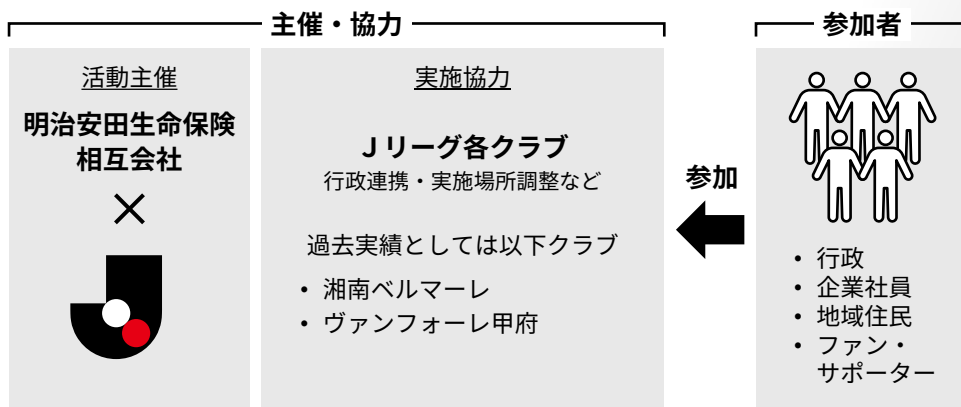 主催・協力
活動主催
明治安田生命保険
相互会社
×
実施協力
Ｊリーグ各クラブ
行政連携・実施場所調整など
過去実績としては以下クラブ
• 湘南ベルマーレ
• ヴァンフォーレ甲府
参加
参加者
• 行政
• 企業社員
• 地域住民
• ファン・
サポーター